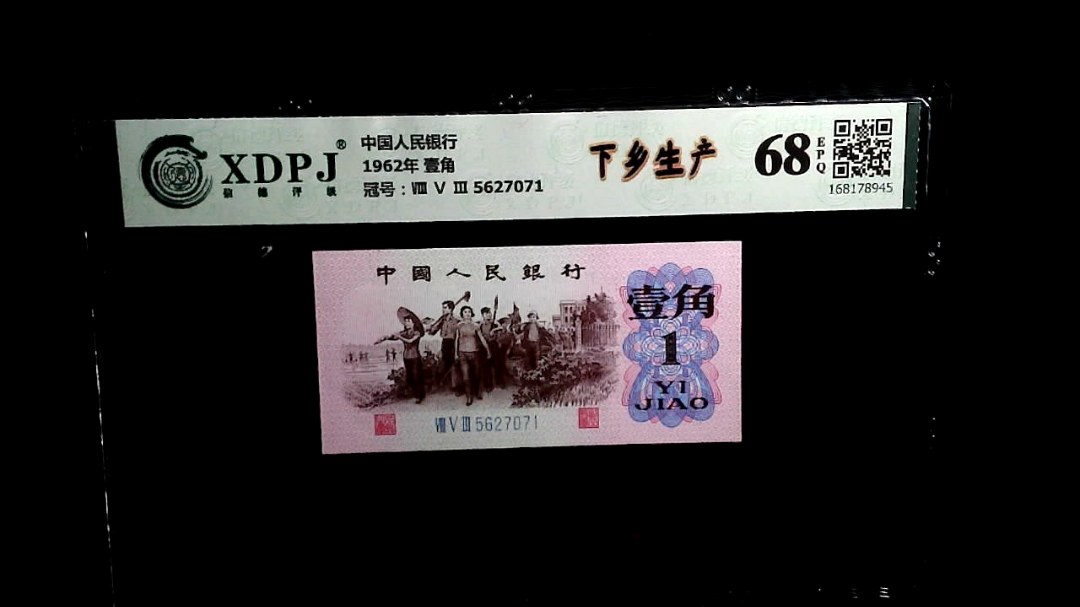 XDPJ®
中国人民银行
1962年 壹角
冠号：Ⅷ Ⅴ Ⅲ 5627071
下乡生产
68
EPQ
168178945
中國人民銀行
壹角
1
YI
JIAO
Ⅷ Ⅴ Ⅲ 5627071